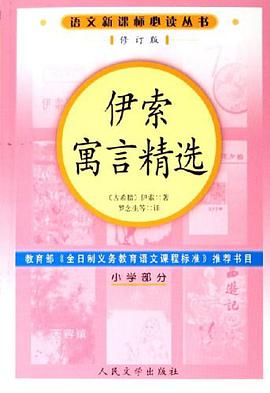 语文新课标必读丛书
修订版
伊索
寓言精选
〔古希腊〕伊索 著
罗念生等 译
教育部《全日制义务教育语文课程标准》推荐书目
小学部分
人民文学出版社